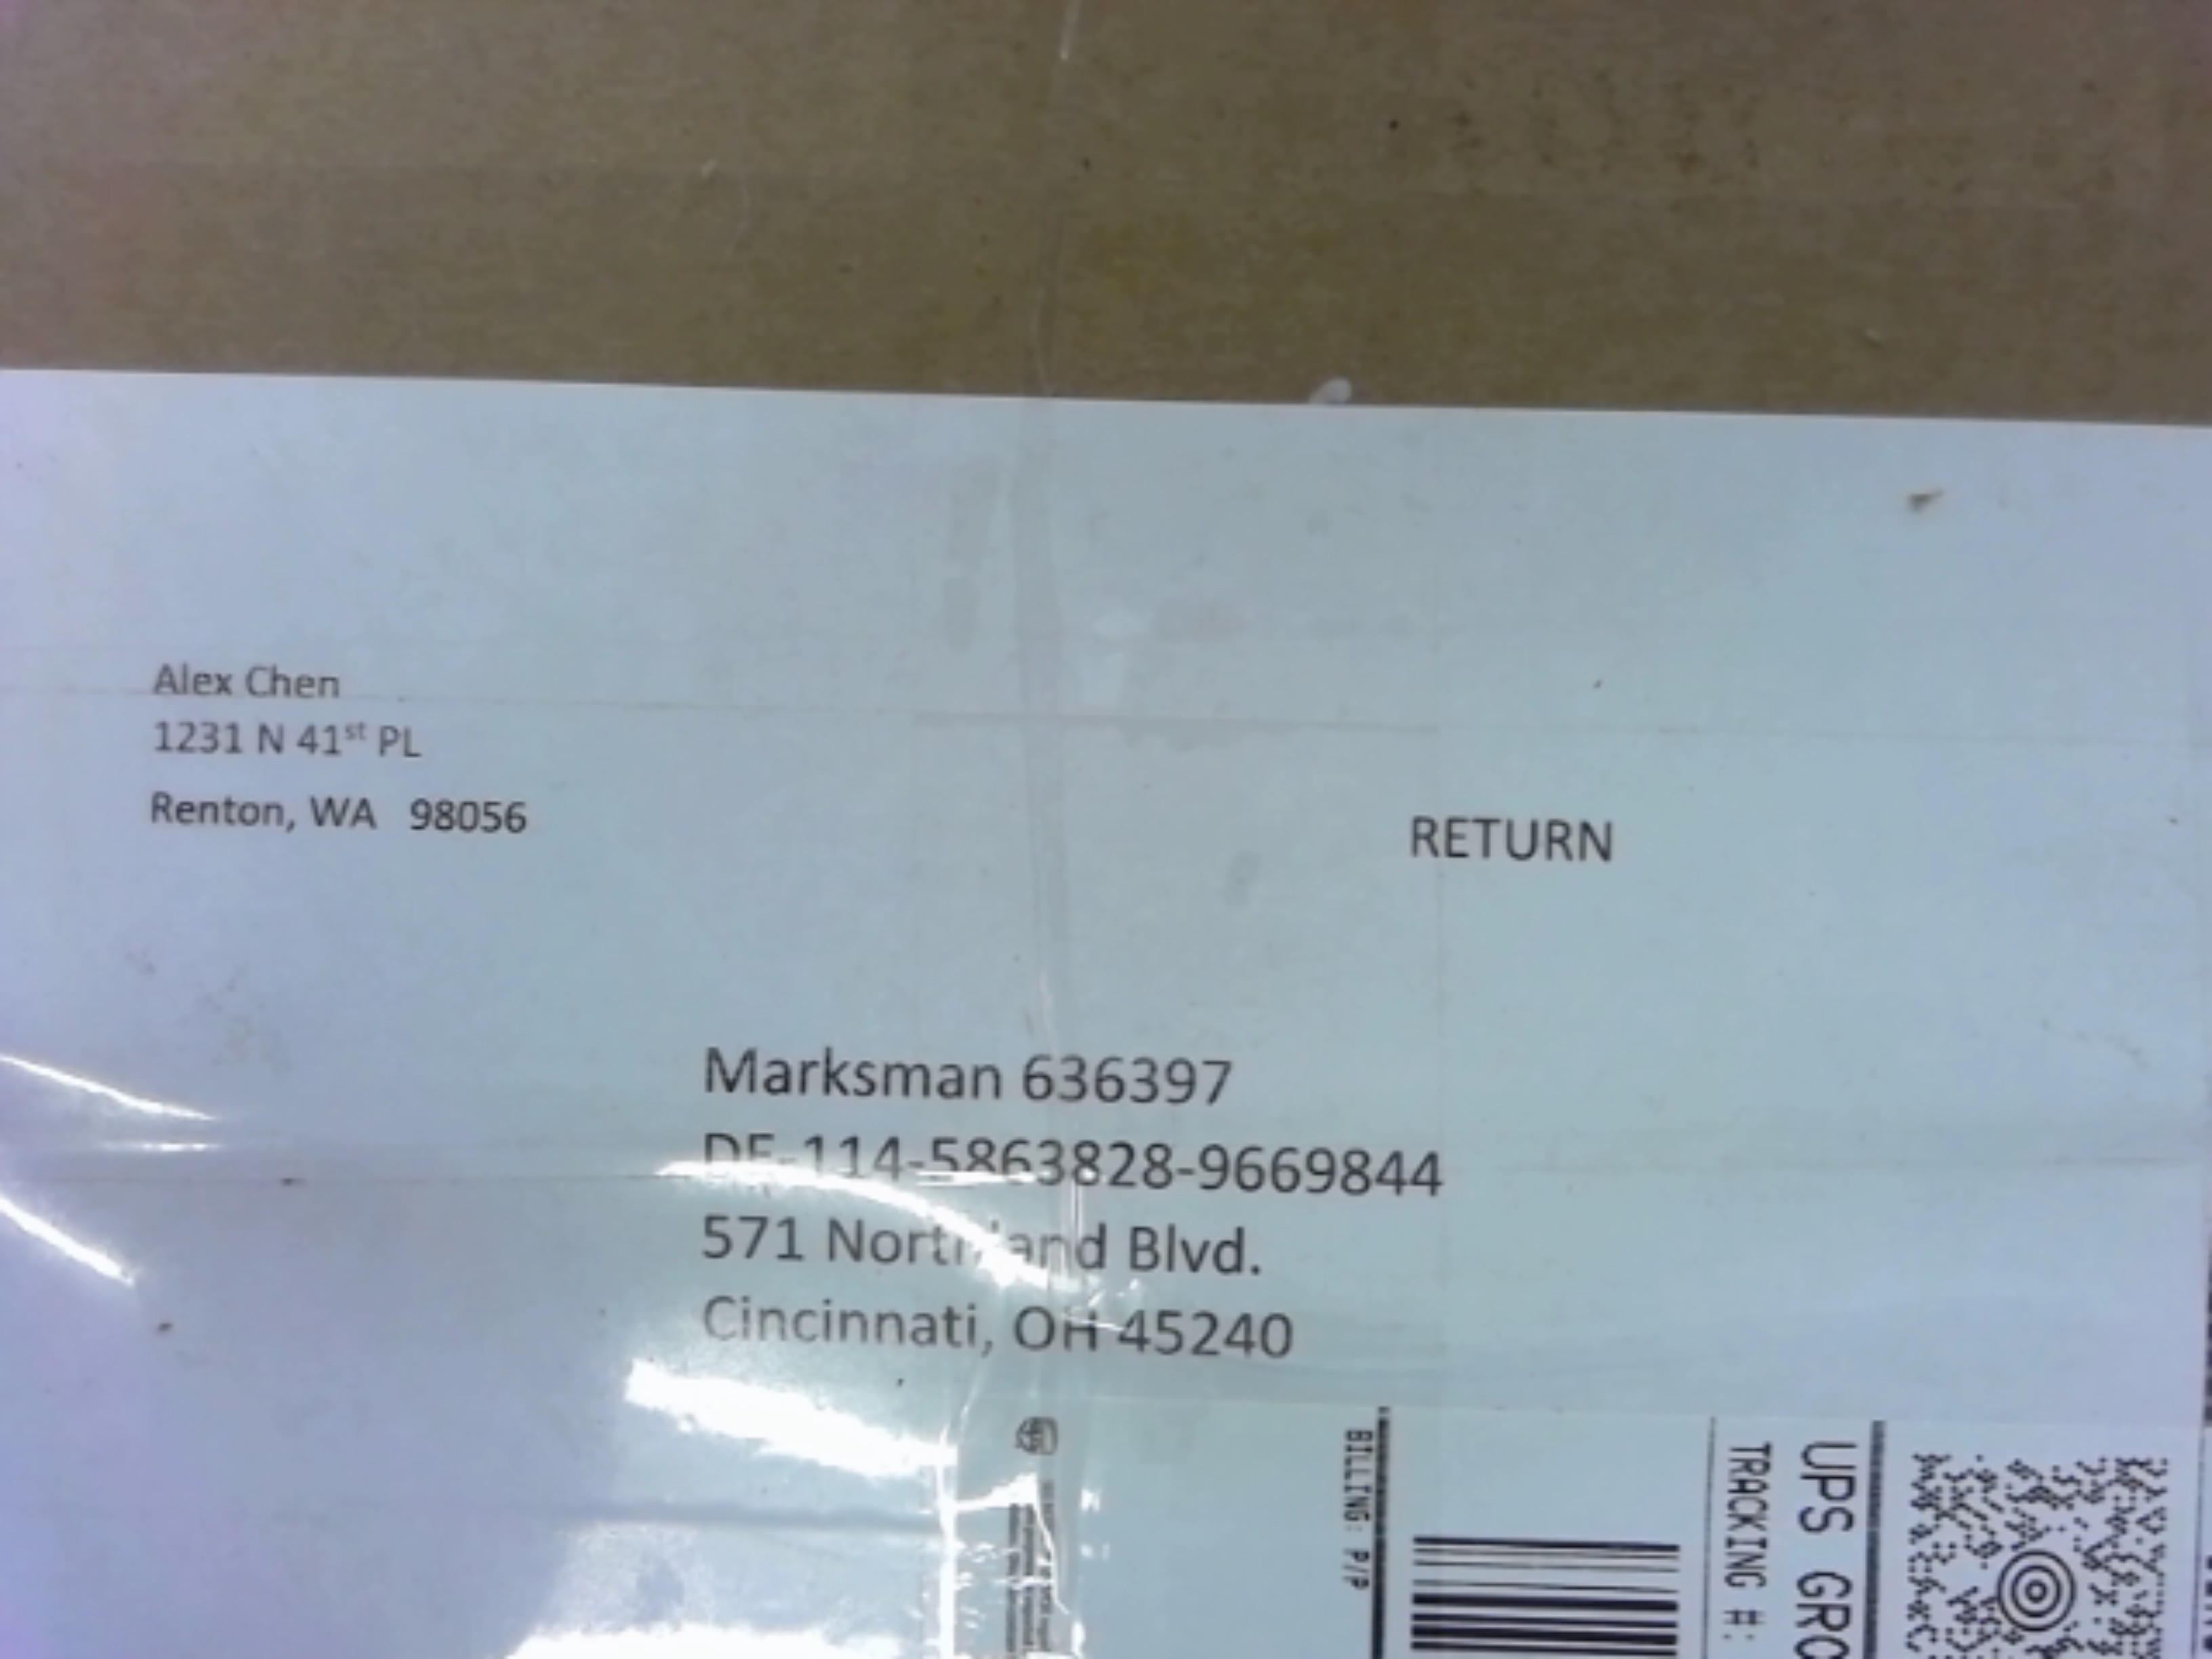 Alex Chen
1231 N 41st PL
Renton, WA 98056
RETURN
Marksman 636397
DF-114-5863828-9669844
571 Northland Blvd.
Cincinnati, OH 45240
BILLING: P/P
TRACKING #:
UPS GRO